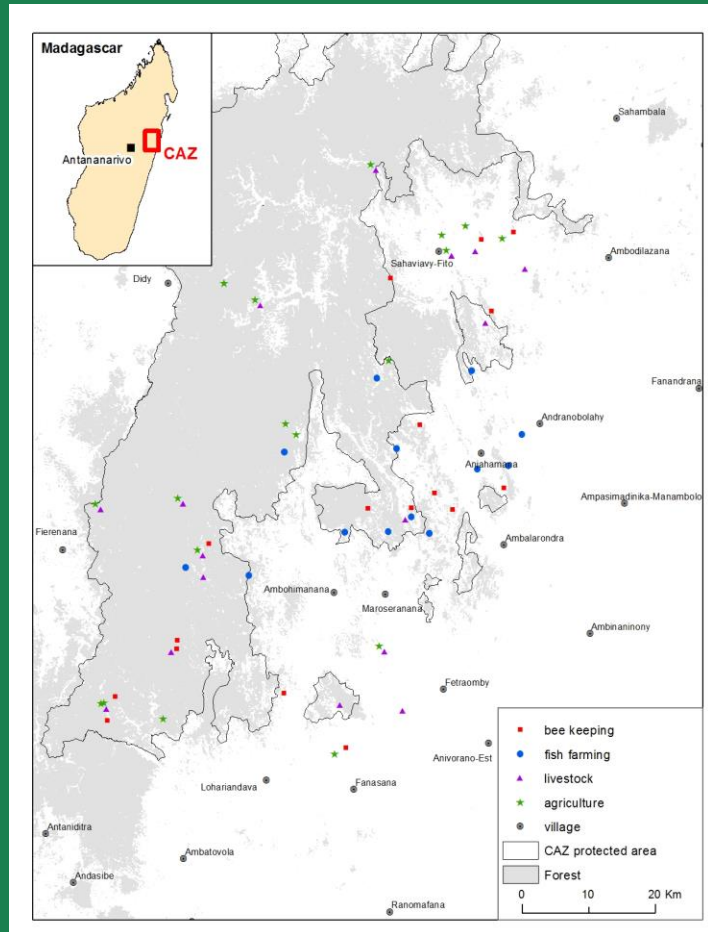 Madagascar
Antananarivo
CAZ
Sahambala
Sahaviavy-Fito
Ambodilazana
Didy
Fanandrana
Andranobolahy
Anjahamana
Ampasimadinika-Manambolo
Fierenana
Ambalarondra
Ambohimanana
Maroseranana
Ambinaninony
Fetraomby
Anivorano-Est
Lohariandava
Fanasana
Antaniditra
Ambatovola
Andasibe
Ranomafana
bee keeping
fish farming
livestock
agriculture
village
CAZ protected area
Forest
0 10 20 Km